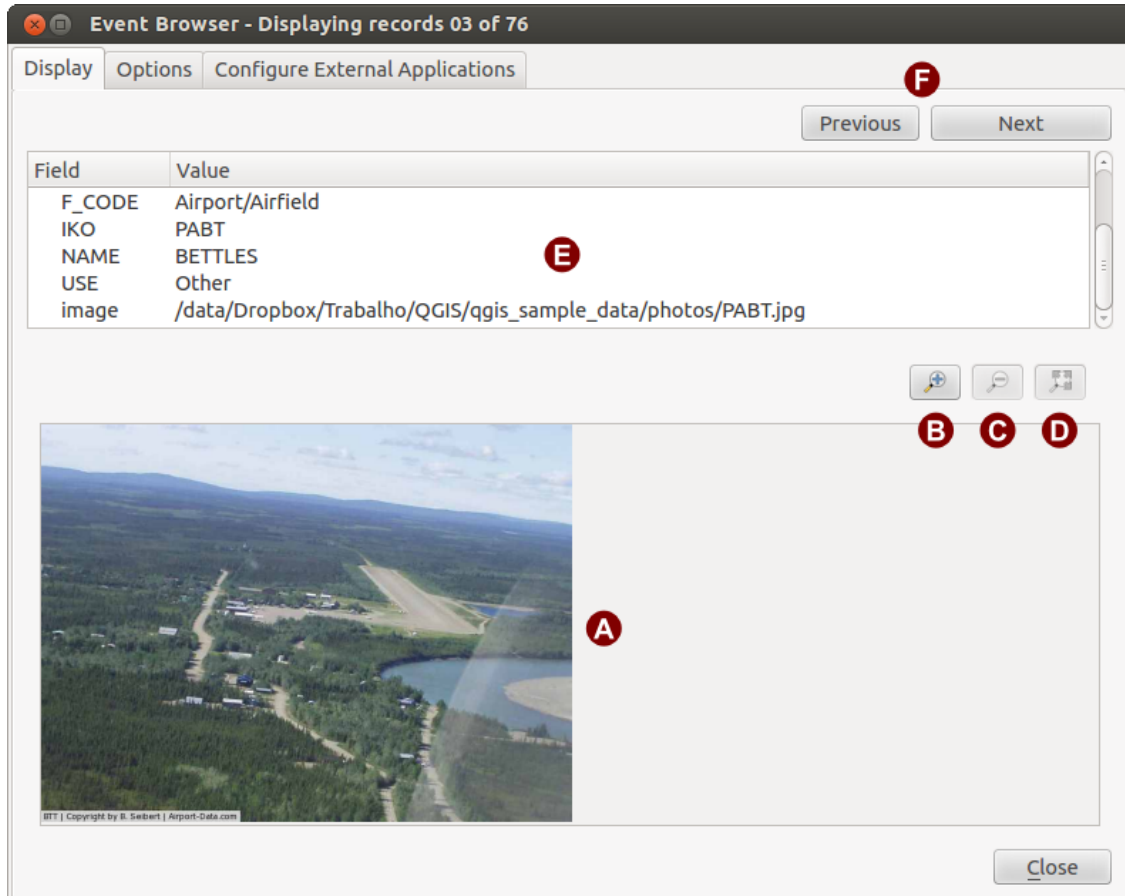 Event Browser - Displaying records 03 of 76
Display Options Configure External Applications
F
Previous Next
Field Value
F_CODE Airport/Airfield
IKO PABT
NAME BETTLES
E
USE Other
image /data/Dropbox/Trabalho/QGIS/qgis_sample_data/photos/PABT.jpg
B C D
A
BTT | Copyright by B. Seibert | Airport-Data.com
Close